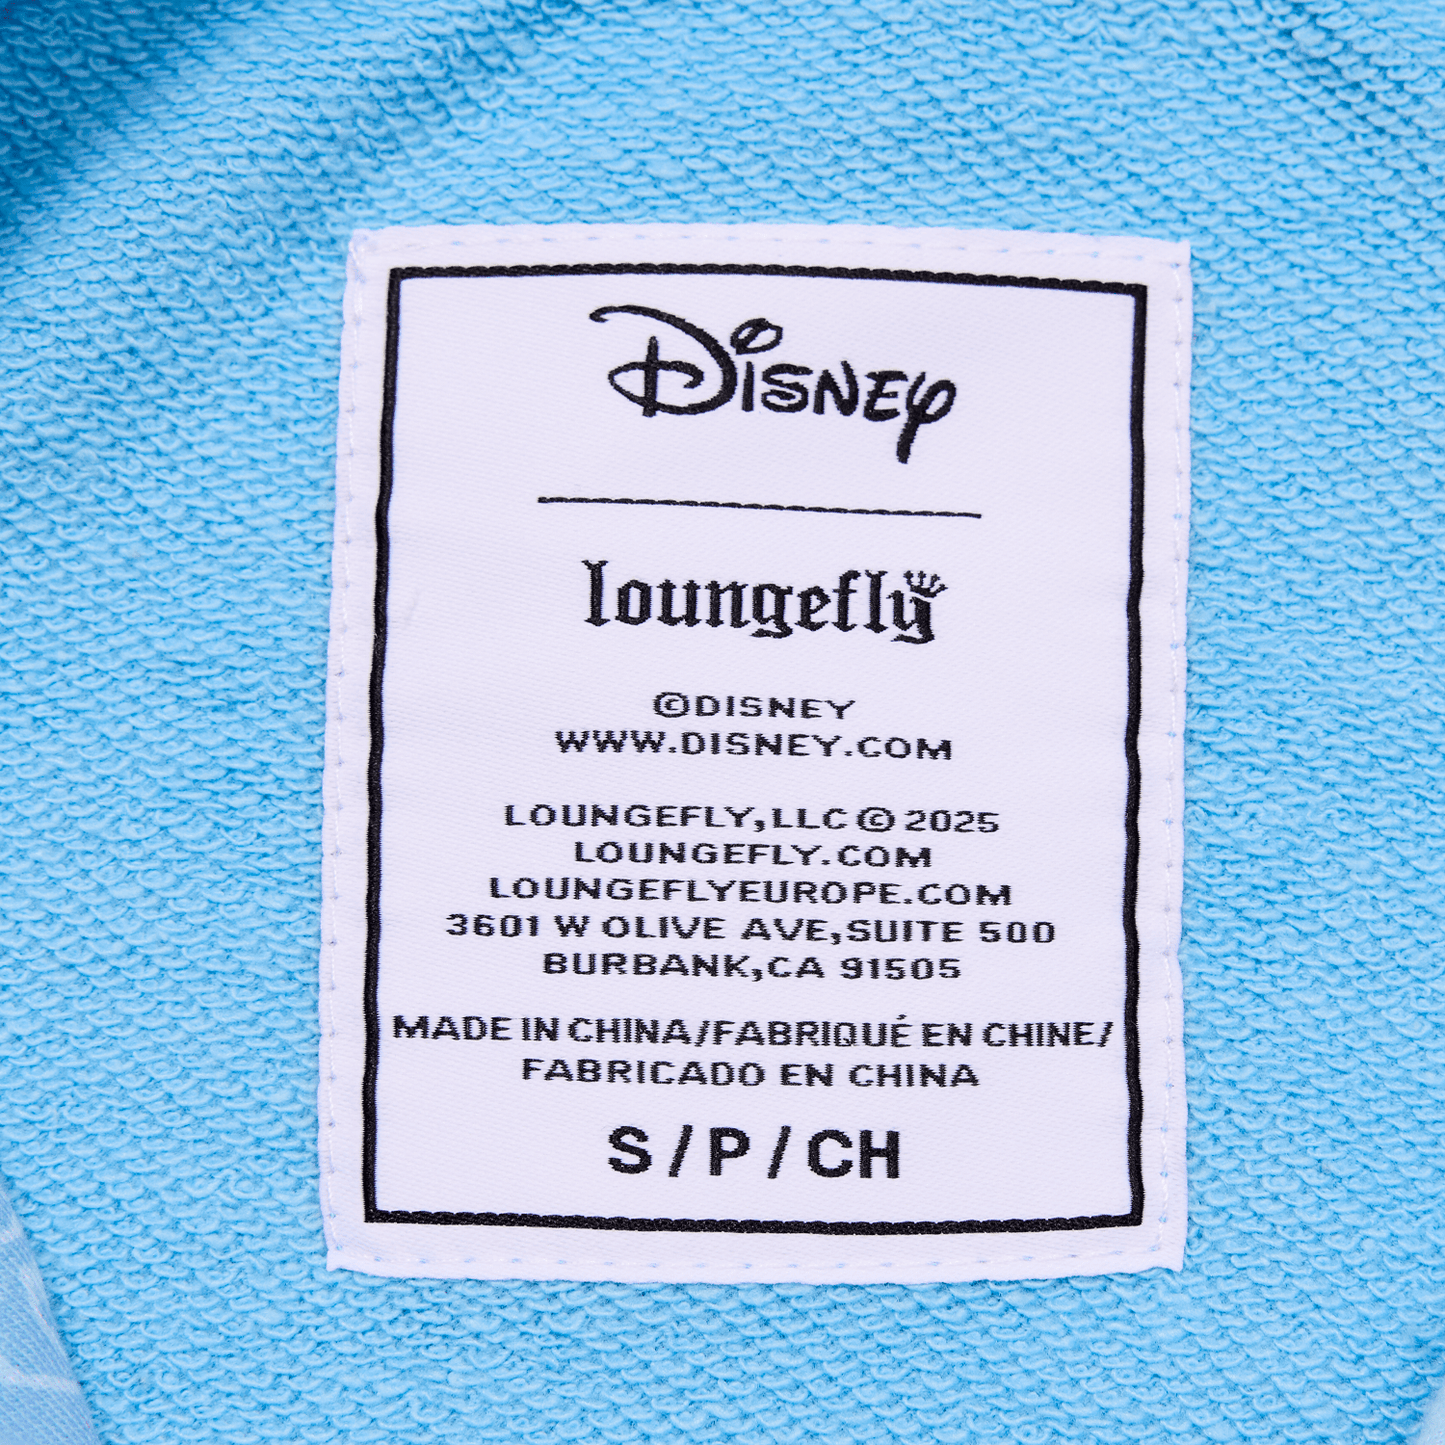 Disney
loungefly
©DISNEY
WWW.DISNEY.COM
LOUNGEFLY,LLC © 2025
LOUNGEFLY.COM
LOUNGEFLYEUROPE.COM
3601 W OLIVE AVE,SUITE 500
BURBANK,CA 91505
MADE IN CHINA/FABRIQUÉ EN CHINE/
FABRICADO EN CHINA
S / P / CH